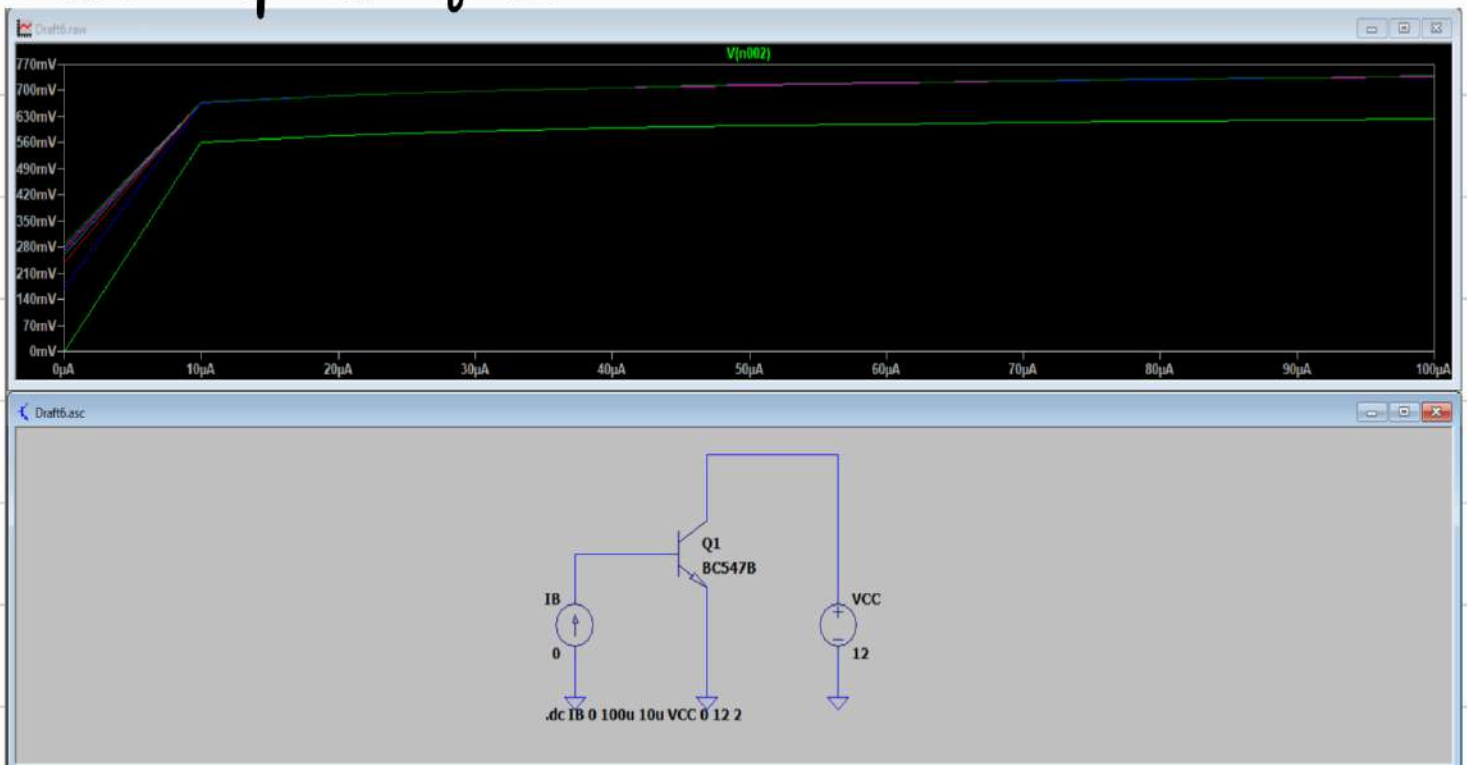 Draft6.raw
V(n002)
770mV
700mV
630mV
560mV
490mV
420mV
350mV
280mV
210mV
140mV
70mV
0mV
0µA 10µA 20µA 30µA 40µA 50µA 60µA 70µA 80µA 90µA 100µA
Draft6.asc
Q1
BC547B
IB
VCC
0
12
.dc IB 0 100u 10u VCC 0 12 2